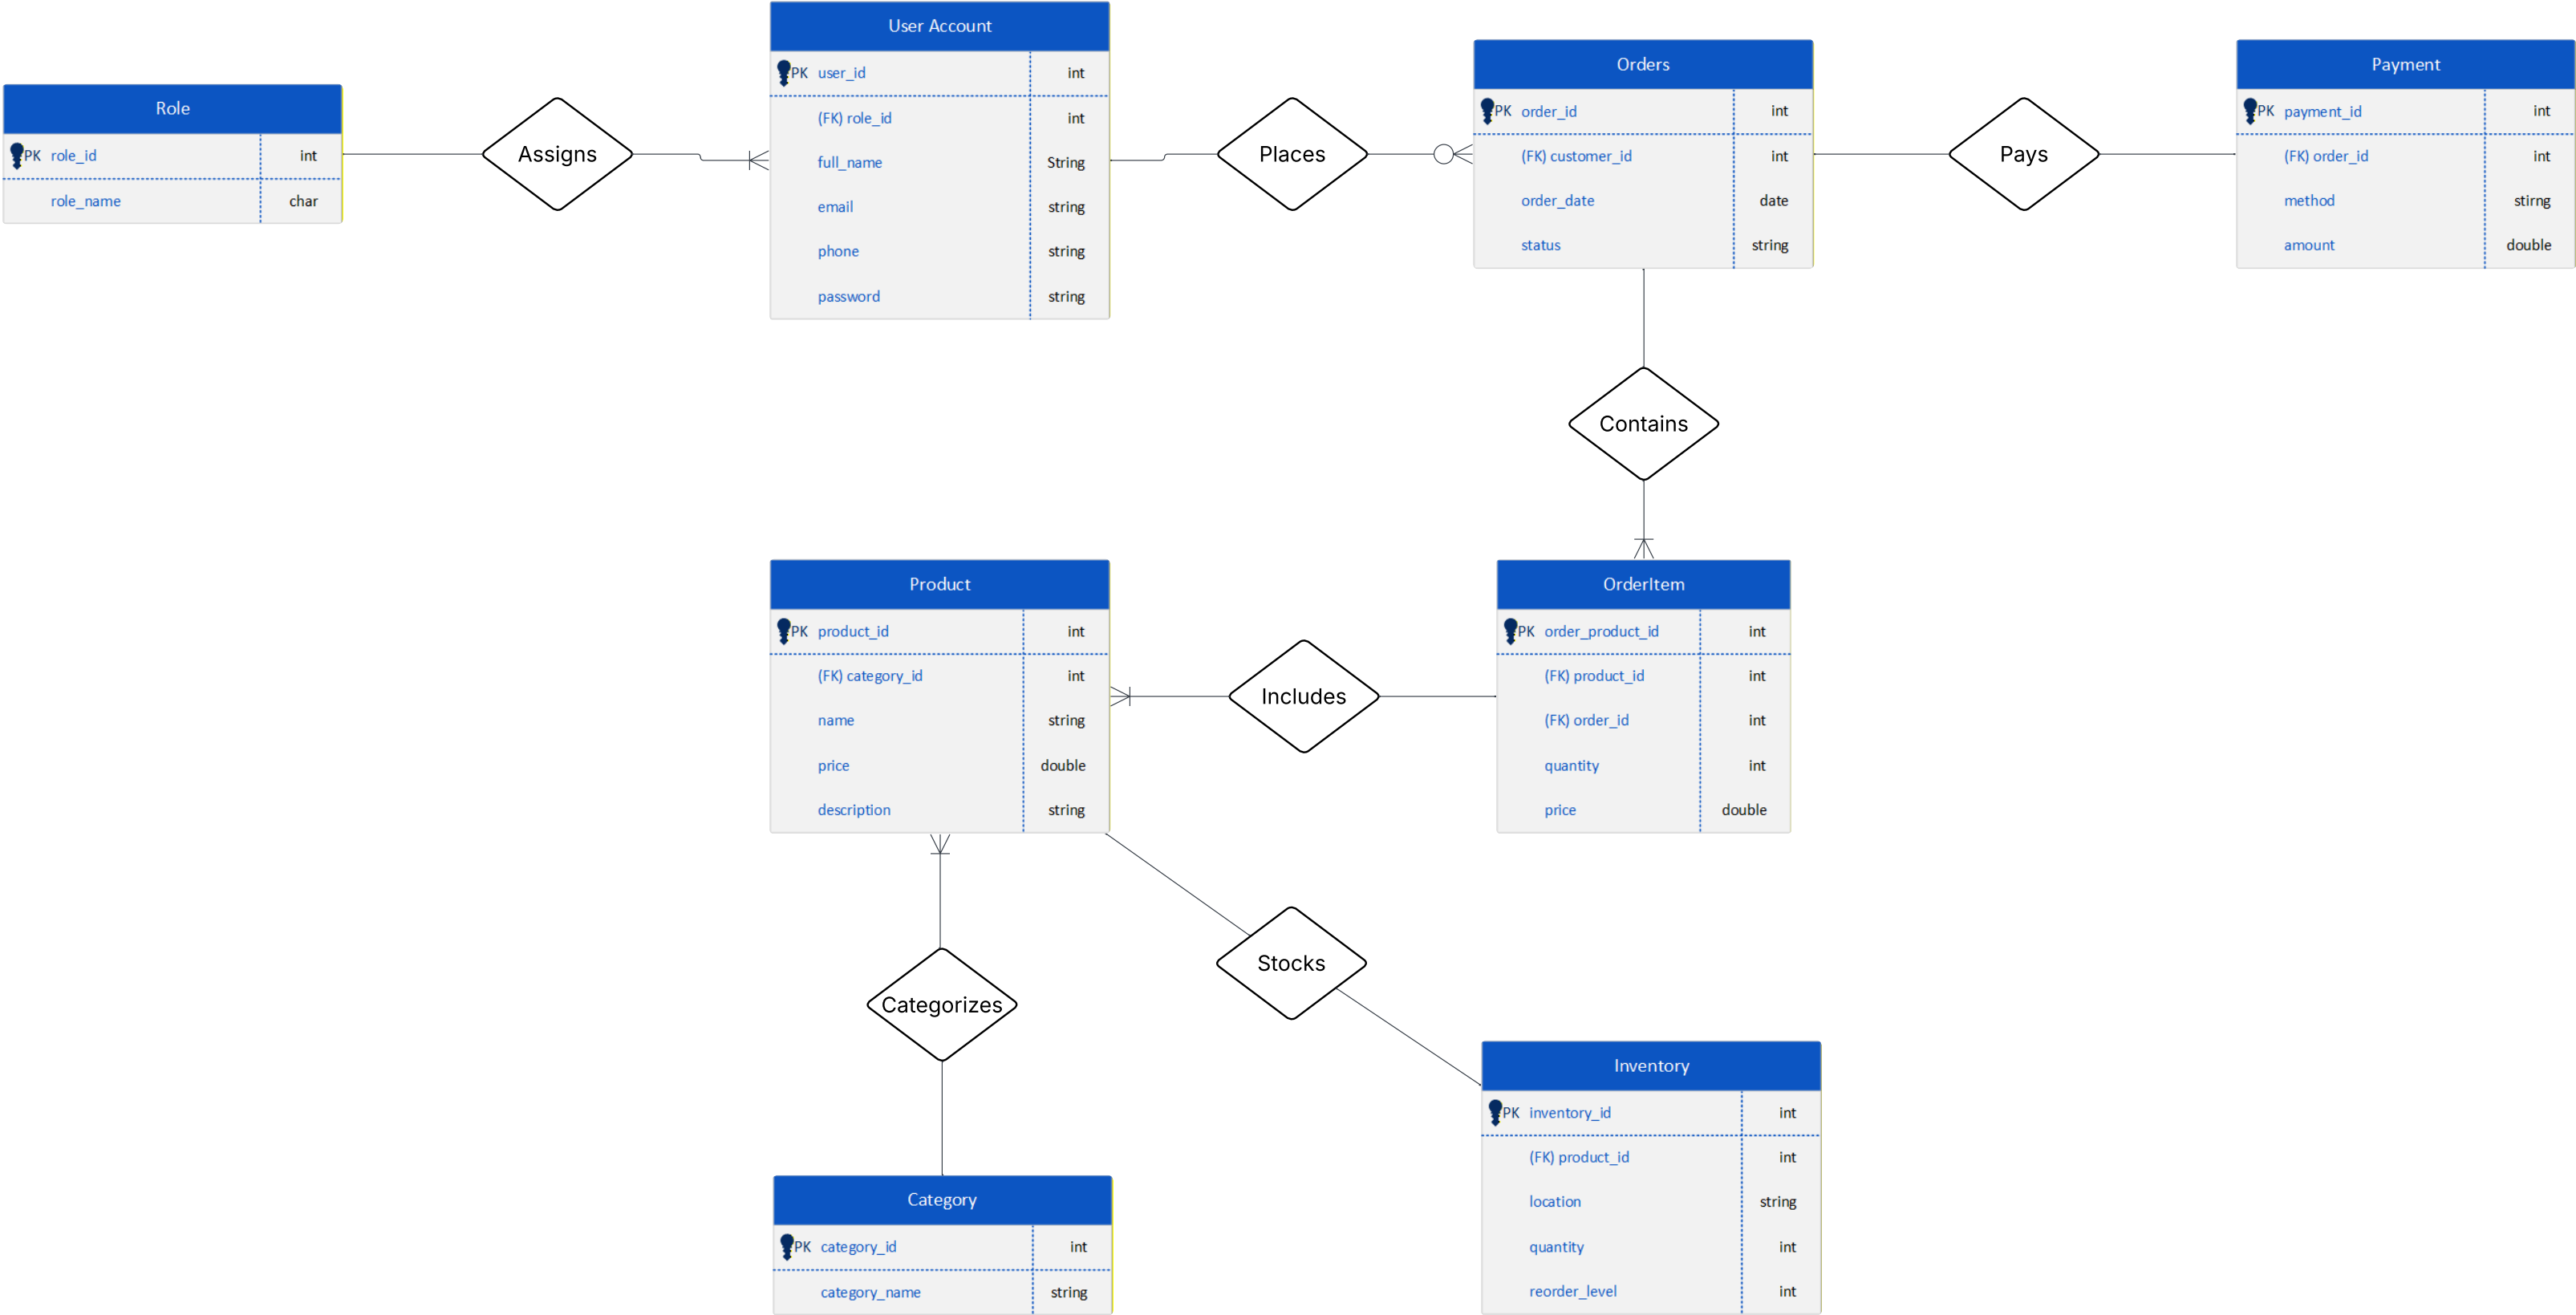 Role
PK role_id int
role_name char
Assigns
User Account
PK user_id int
(FK) role_id int
full_name String
email string
phone string
password string
Places
Orders
PK order_id int
(FK) customer_id int
order_date date
status string
Pays
Payment
PK payment_id int
(FK) order_id int
method stirng
amount double
Contains
Product
PK product_id int
(FK) category_id int
name string
price double
description string
Includes
OrderItem
PK order_product_id int
(FK) product_id int
(FK) order_id int
quantity int
price double
Categorizes
Stocks
Category
PK category_id int
category_name string
Inventory
PK inventory_id int
(FK) product_id int
location string
quantity int
reorder_level int